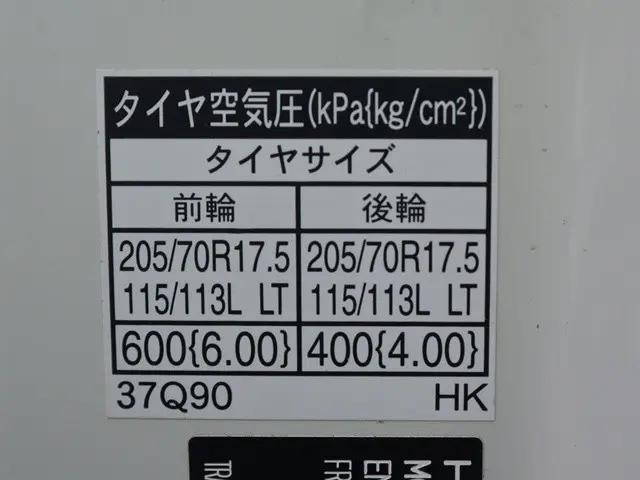 タイヤ空気圧(kPa{kg/cm²})
タイヤサイズ
前輪 後輪
205/70R17.5 205/70R17.5
115/113L LT 115/113L LT
600{6.00} 400{4.00}
37Q90 HK